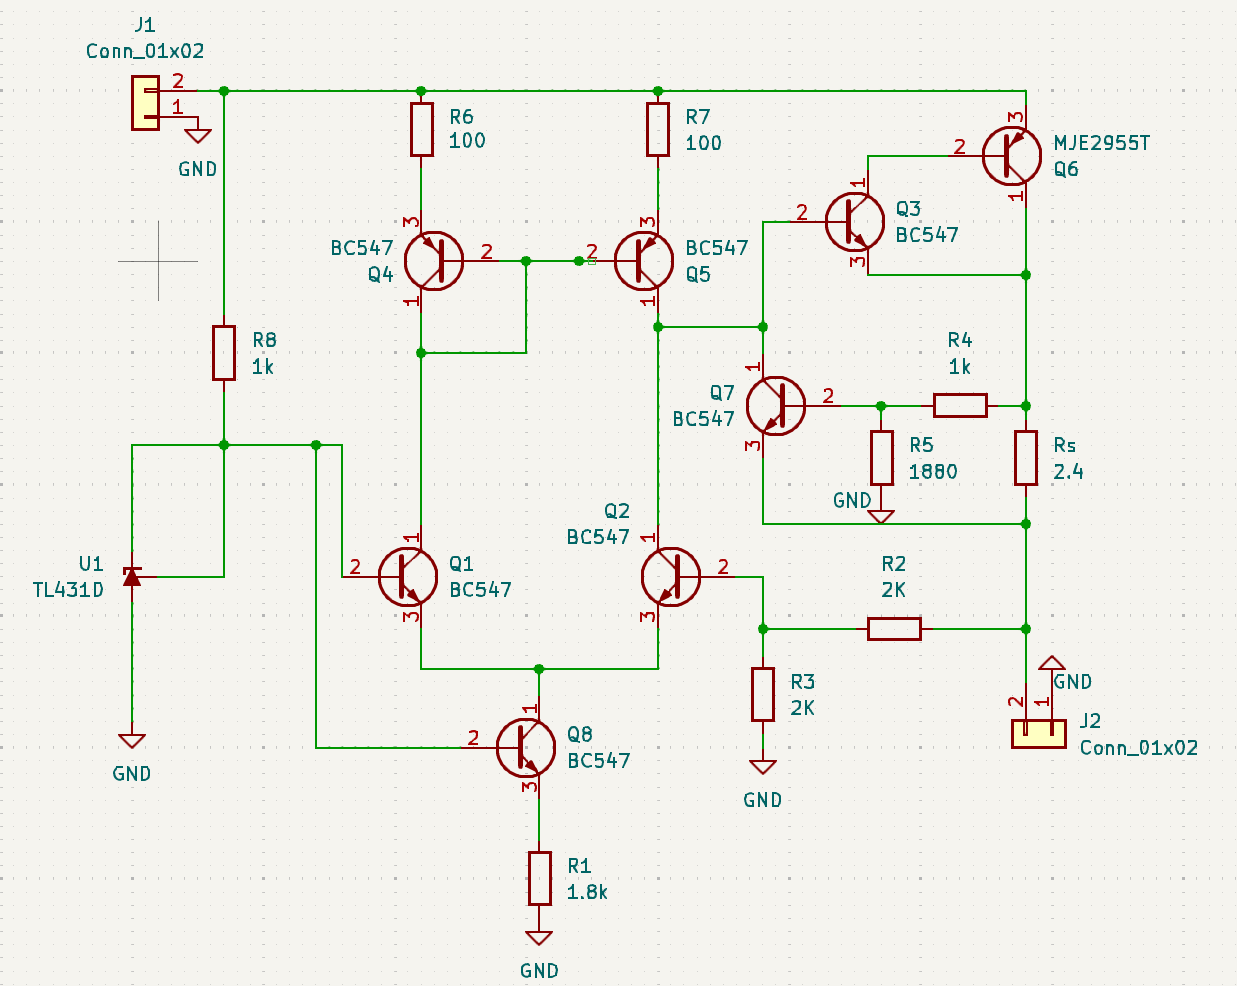 J1
Conn_01x02
2
1
GND
R6
100
R7
100
3
MJE2955T
Q6
2
1
1
2
Q3
BC547
3
3
BC547
Q4
2
1
3
2
BC547
Q5
1
R8
1k
R4
1k
1
Q7
BC547
2
3
R5
1880
GND
Rs
2.4
Q2
BC547
1
2
3
U1
TL431D
1
2
Q1
BC547
3
R2
2K
R3
2K
GND
GND
2
1
J2
Conn_01x02
1
2
Q8
BC547
3
GND
R1
1.8k
GND